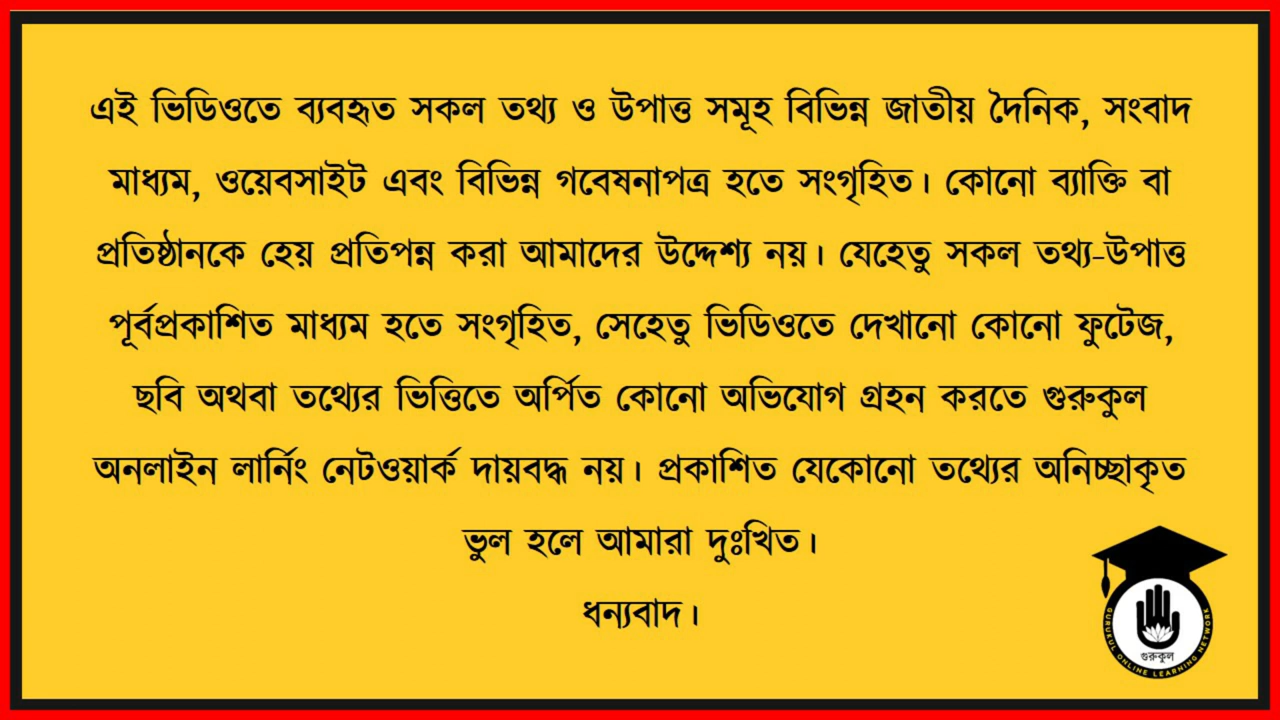 এই ভিডিওতে ব্যবহৃত সকল তথ্য ও উপাত্ত সমূহ বিভিন্ন জাতীয় দৈনিক, সংবাদ
মাধ্যম, ওয়েবসাইট এবং বিভিন্ন গবেষনাপত্র হতে সংগৃহিত। কোনো ব্যাক্তি বা
প্রতিষ্ঠানকে হেয় প্রতিপন্ন করা আমাদের উদ্দেশ্য নয়। যেহেতু সকল তথ্য-উপাত্ত
পূর্বপ্রকাশিত মাধ্যম হতে সংগৃহিত, সেহেতু ভিডিওতে দেখানো কোনো ফুটেজ,
ছবি অথবা তথ্যের ভিত্তিতে অর্পিত কোনো অভিযোগ গ্রহন করতে গুরুকুল
অনলাইন লার্নিং নেটওয়ার্ক দায়বদ্ধ নয়। প্রকাশিত যেকোনো তথ্যের অনিচ্ছাকৃত
ভুল হলে আমারা দুঃখিত।
ধন্যবাদ।
গুরুকুল
GURUKUL ONLINE LEARNING NETWORK